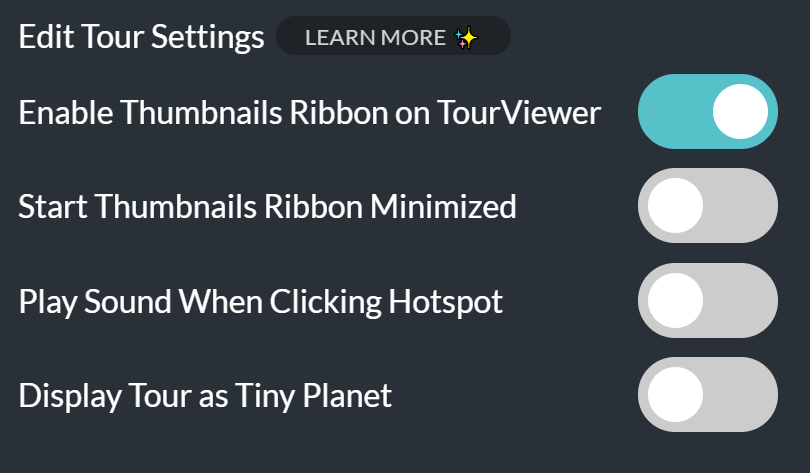 Edit Tour Settings LEARN MORE ✨
Enable Thumbnails Ribbon on TourViewer
Start Thumbnails Ribbon Minimized
Play Sound When Clicking Hotspot
Display Tour as Tiny Planet